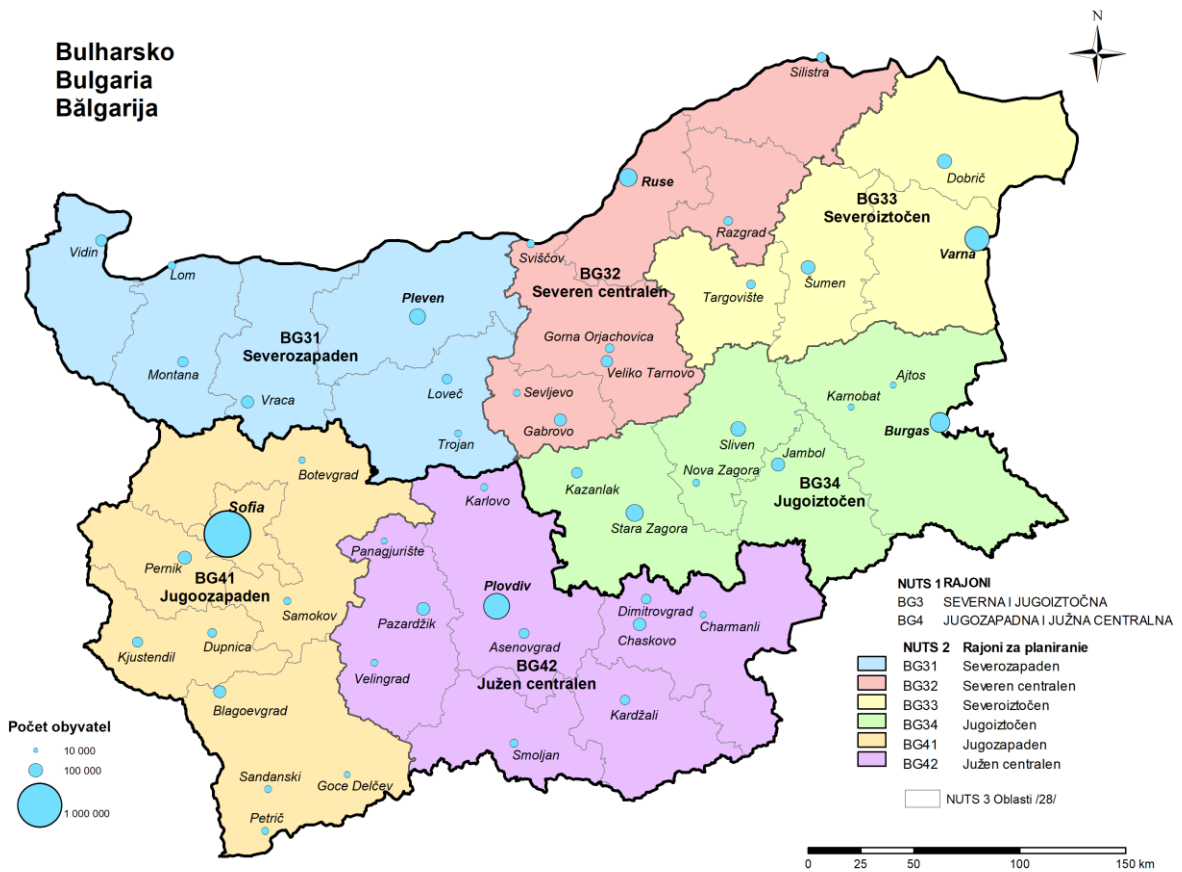 Bulharsko
Bulgaria
Bălgarija
N
Silistra
Ruse
Dobrič
BG33
Severoiztočen
Razgrad
Varna
Vidin
Lom
Sviščov
BG32
Severen centralen
Targovište
Šumen
Pleven
BG31
Severozapaden
Gorna Orjachovica
Veliko Tarnovo
Montana
Vraca
Loveč
Sevljevo
Gabrovo
Trojan
Ajtos
Karnobat
Burgas
Sliven
Jambol
Nova Zagora
BG34
Jugoiztočen
Kazanlak
Stara Zagora
Botevgrad
Sofia
Karlovo
Panagjurište
Pernik
BG41
Jugoozapaden
Samokov
Plovdiv
Pazardžik
Asenovgrad
BG42
Južen centralen
Dimitrovgrad
Chaskovo
Charmanli
Kjustendil
Dupnica
Velingrad
Blagoevgrad
Kardžali
Smoljan
Sandanski
Goce Delčev
Petrič
Počet obyvatel
10 000
100 000
1 000 000
NUTS 1 RAJONI
BG3 SEVERNA I JUGOIZTOČNA
BG4 JUGOZAPADNA I JUŽNA CENTRALNA
NUTS 2 Rajoni za planiranie
BG31 Severozapaden
BG32 Severen centralen
BG33 Severoiztočen
BG34 Jugoiztočen
BG41 Jugozapaden
BG42 Južen centralen
NUTS 3 Oblasti /28/
0 25 50 100 150 km